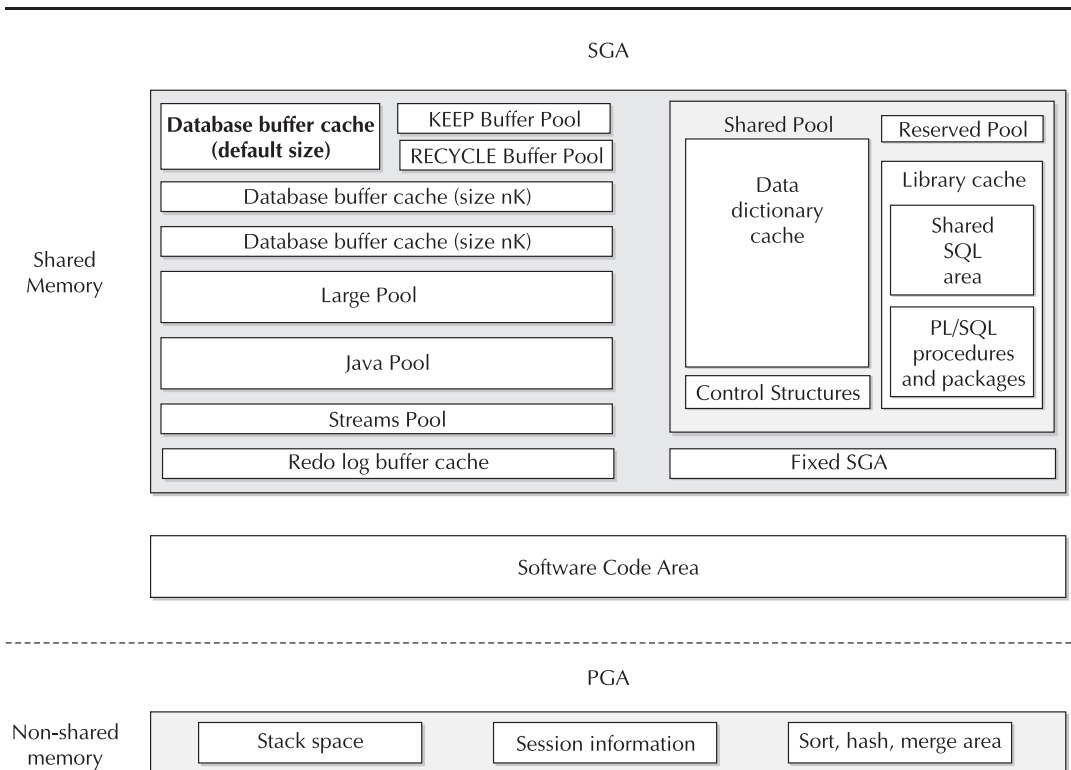 SGA
Shared
Memory
Database buffer cache
(default size)
KEEP Buffer Pool
RECYCLE Buffer Pool
Database buffer cache (size nK)
Database buffer cache (size nK)
Large Pool
Java Pool
Streams Pool
Redo log buffer cache
Shared Pool
Data
dictionary
cache
Control Structures
Reserved Pool
Library cache
Shared
SQL
area
PL/SQL
procedures
and packages
Fixed SGA
Software Code Area
PGA
Non-shared
memory
Stack space
Session information
Sort, hash, merge area